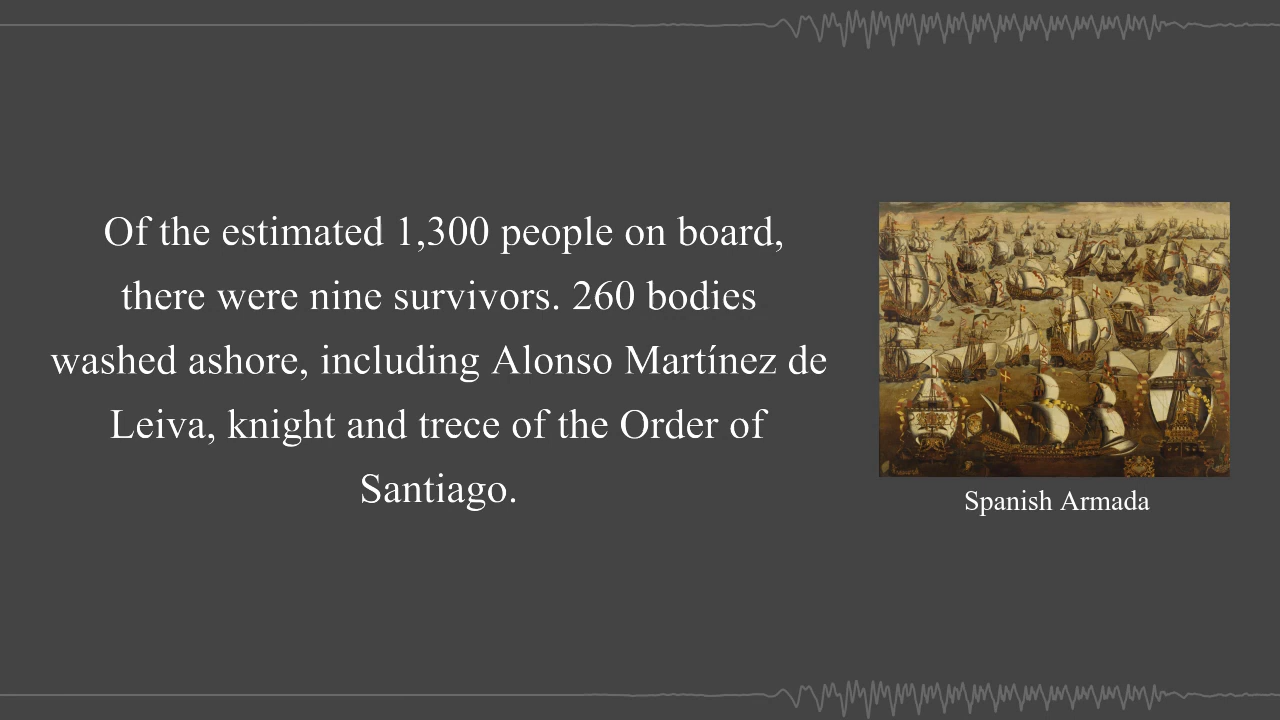 Of the estimated 1,300 people on board,
there were nine survivors. 260 bodies
washed ashore, including Alonso Martínez de
Leiva, knight and trece of the Order of
Santiago.
Spanish Armada